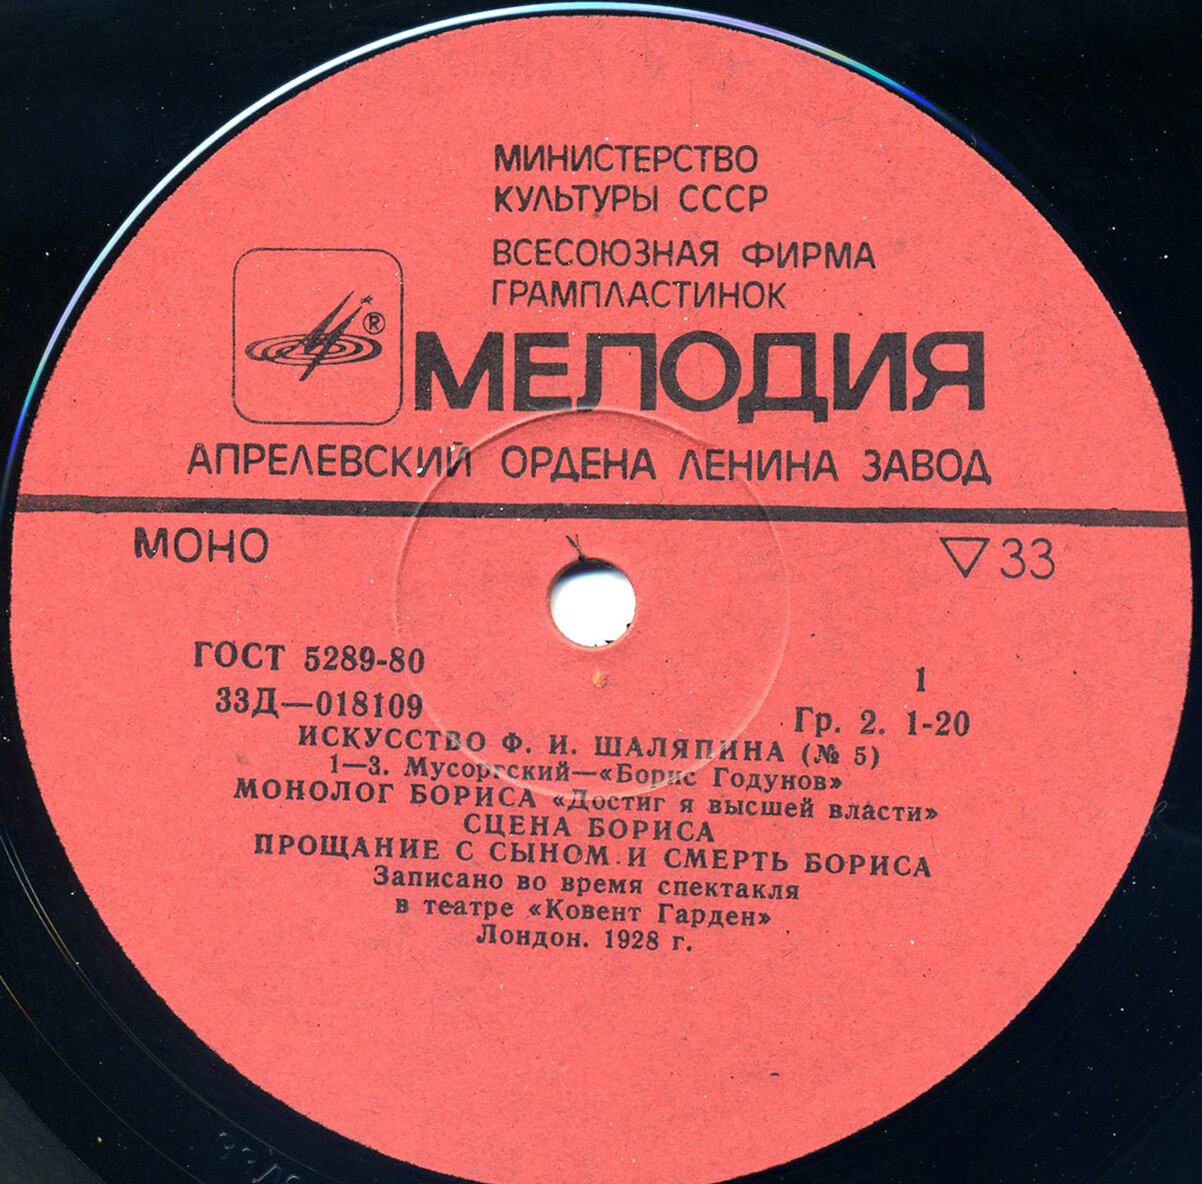 МИНИСТЕРСТВО
КУЛЬТУРЫ СССР
ВСЕСОЮЗНАЯ ФИРМА
ГРАМПЛАСТИНОК
®
МЕЛОДИЯ
АПРЕЛЕВСКИЙ ОРДЕНА ЛЕНИНА ЗАВОД
МОНО
▽33
ГОСТ 5289-80
33Д—018109
1
Гр. 2. 1-20
ИСКУССТВО Ф. И. ШАЛЯПИНА (№ 5)
1—3. Мусоргский—«Борис Годунов»
МОНОЛОГ БОРИСА «Достиг я высшей власти»
СЦЕНА БОРИСА
ПРОЩАНИЕ С СЫНОМ И СМЕРТЬ БОРИСА
Записано во время спектакля
в театре «Ковент Гарден»
Лондон. 1928 г.